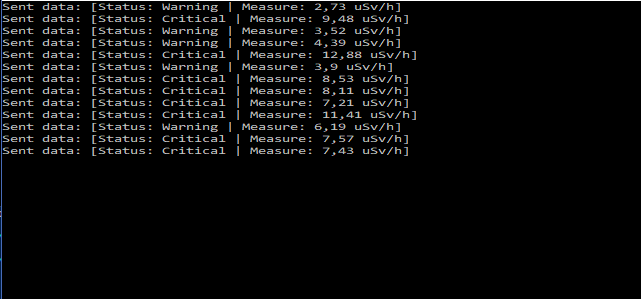 Sent data: [Status: Warning | Measure: 2,73 uSv/h]
Sent data: [Status: Critical | Measure: 9,48 uSv/h]
Sent data: [Status: Warning | Measure: 3,52 uSv/h]
Sent data: [Status: Warning | Measure: 4,39 uSv/h]
Sent data: [Status: Critical | Measure: 12,88 uSv/h]
Sent data: [Status: Warning | Measure: 3,9 uSv/h]
Sent data: [Status: Critical | Measure: 8,53 uSv/h]
Sent data: [Status: Critical | Measure: 8,11 uSv/h]
Sent data: [Status: Critical | Measure: 7,21 uSv/h]
Sent data: [Status: Critical | Measure: 11,41 uSv/h]
Sent data: [Status: Warning | Measure: 6,19 uSv/h]
Sent data: [Status: Critical | Measure: 7,57 uSv/h]
Sent data: [Status: Critical | Measure: 7,43 uSv/h]